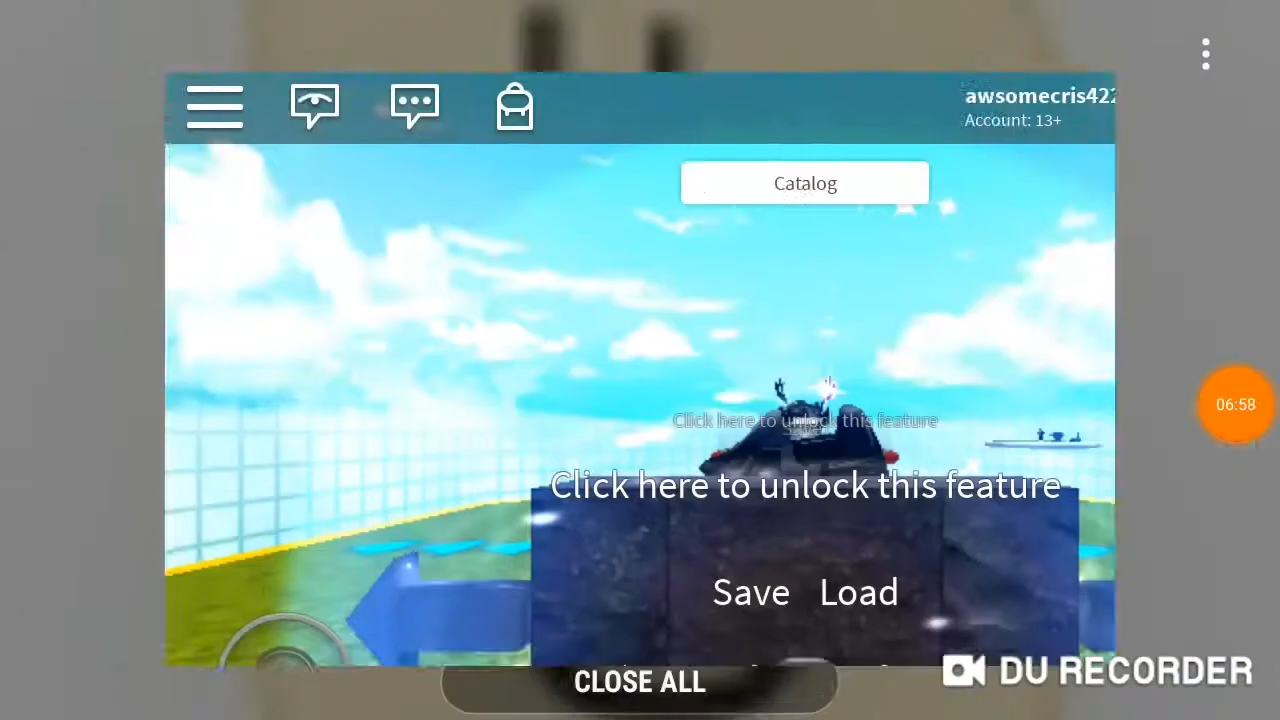 awsomecris422
Account: 13+
Catalog
Click here to unlock this feature
Click here to unlock this feature
06:58
Save Load
CLOSE ALL
DU RECORDER